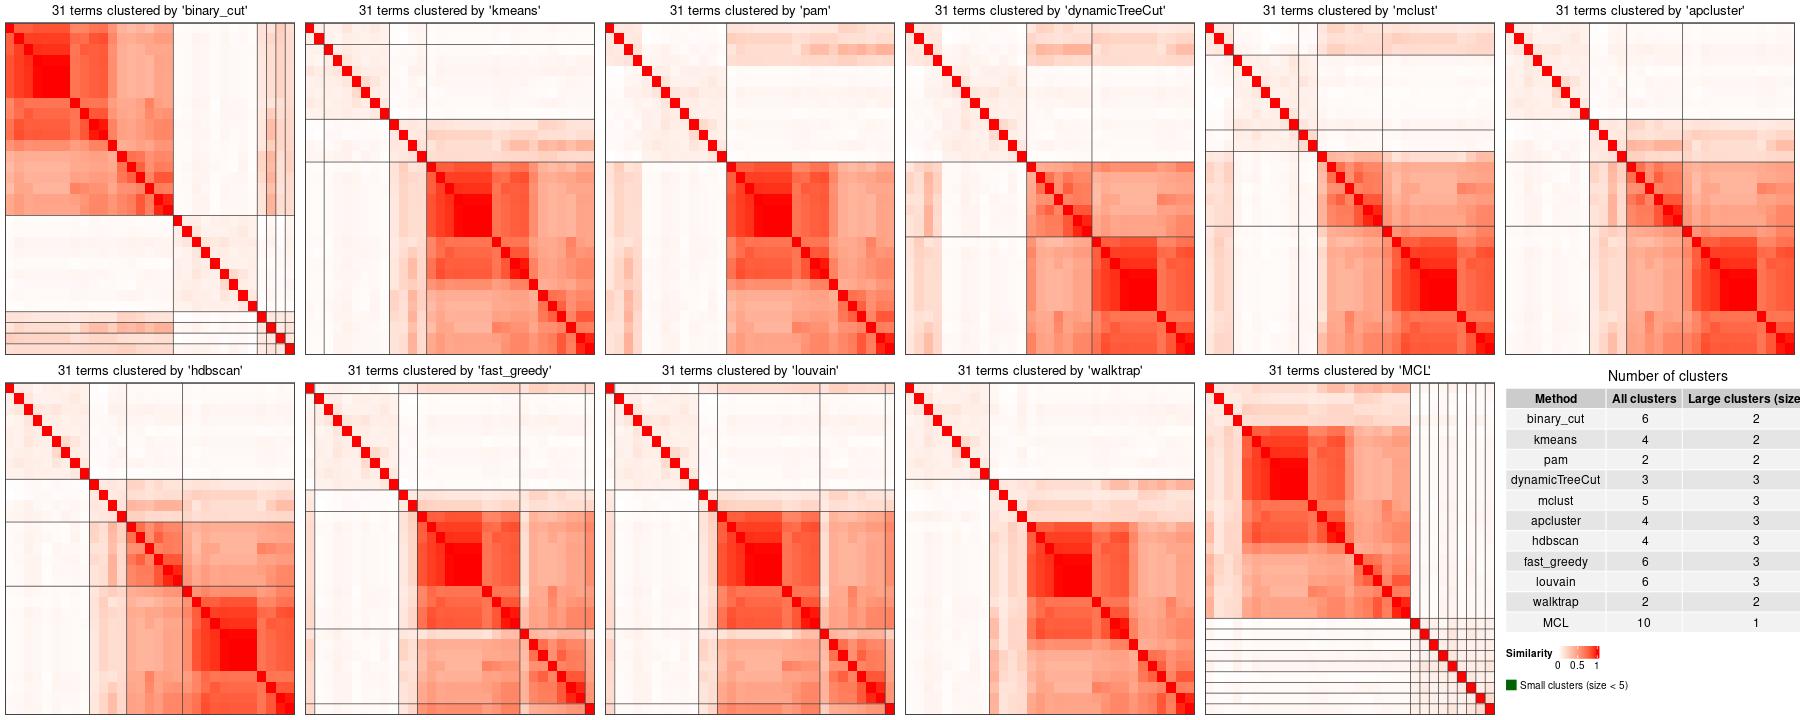 31 terms clustered by 'binary_cut'
31 terms clustered by 'kmeans'
31 terms clustered by 'pam'
31 terms clustered by 'dynamicTreeCut'
31 terms clustered by 'mclust'
31 terms clustered by 'apcluster'
31 terms clustered by 'hdbscan'
31 terms clustered by 'fast_greedy'
31 terms clustered by 'louvain'
31 terms clustered by 'walktrap'
31 terms clustered by 'MCL'
Number of clusters
Method All clusters Large clusters (size
binary_cut 6 2
kmeans 4 2
pam 2 2
dynamicTreeCut 3 3
mclust 5 3
apcluster 4 3
hdbscan 4 3
fast_greedy 6 3
louvain 6 3
walktrap 2 2
MCL 10 1
Similarity
0 0.5 1
Small clusters (size < 5)